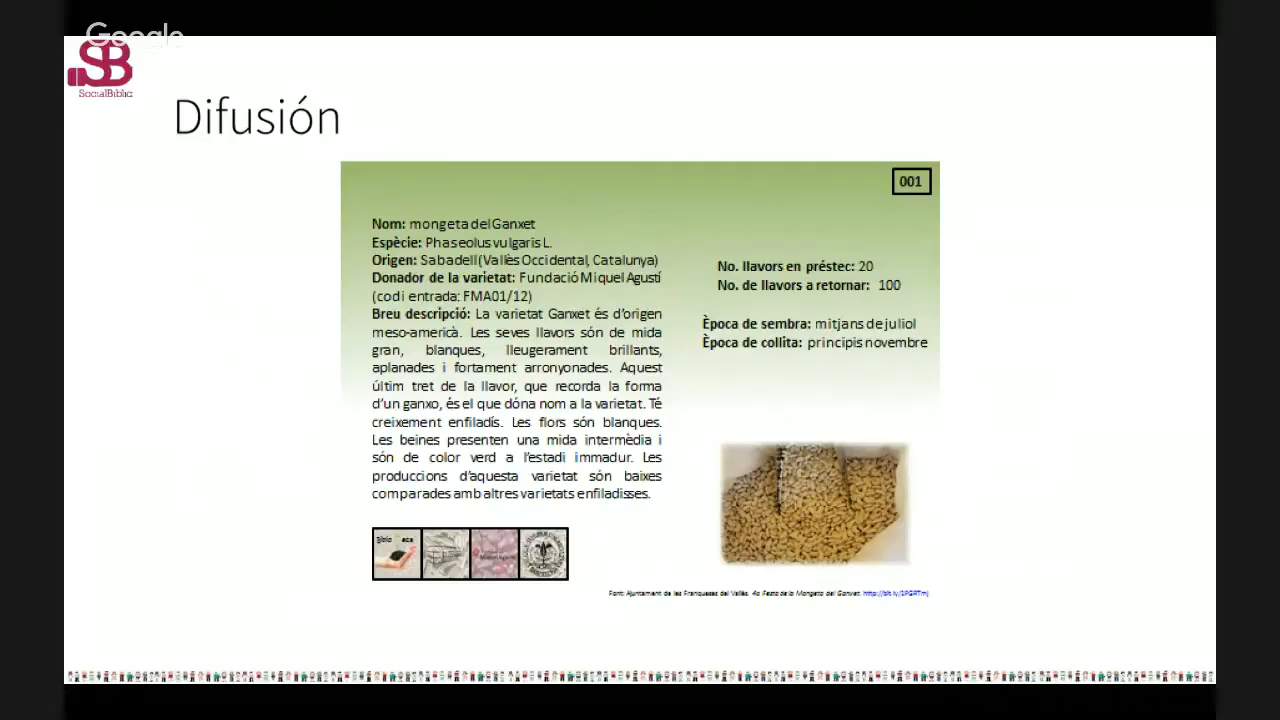 Google
SB
SocialBiblio
Difusión
001
Nom: mongeta del Ganxet
Espècie: Phaseolus vulgaris L.
Origen: Sabadell (Vallès Occidental, Catalunya)
Donador de la varietat: Fundació Miquel Agustí
(codi entrada: FMA01/12)
Breu descripció: La varietat Ganxet és d'origen
meso-americà. Les seves llavors són de mida
gran, blanques, lleugerament brillants,
aplanades i fortament arronyonades. Aquest
últim tret de la llavor, que recorda la forma
d'un ganxo, és el que dóna nom a la varietat. Té
creixement enfiladís. Les flors són blanques.
Les beines presenten una mida intermèdia i
són de color verd a l'estadi immadur. Les
produccions d'aquesta varietat són baixes
comparades amb altres varietats enfiladisses.
No. llavors en préstec: 20
No. de llavors a retornar: 100
Època de sembra: mitjans de juliol
Època de collita: principis novembre
Font: Ajuntament de les Franqueses del Vallès. 4a Festa de la Mongeta del Ganxet.